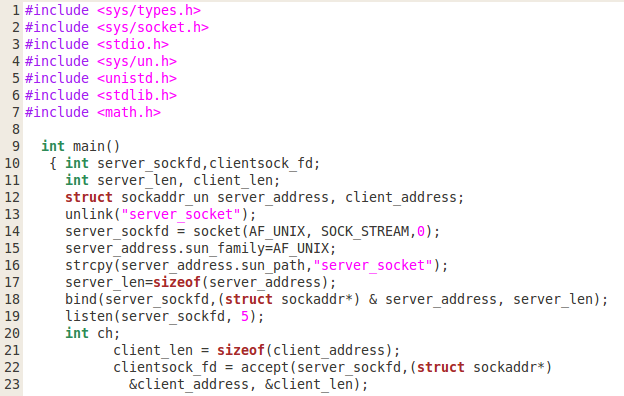 1 #include <sys/types.h>
2 #include <sys/socket.h>
3 #include <stdio.h>
4 #include <sys/un.h>
5 #include <unistd.h>
6 #include <stdlib.h>
7 #include <math.h>
8
9 int main()
10 { int server_sockfd,clientsock_fd;
11 int server_len, client_len;
12 struct sockaddr_un server_address, client_address;
13 unlink("server_socket");
14 server_sockfd = socket(AF_UNIX, SOCK_STREAM,0);
15 server_address.sun_family=AF_UNIX;
16 strcpy(server_address.sun_path,"server_socket");
17 server_len=sizeof(server_address);
18 bind(server_sockfd,(struct sockaddr*) & server_address, server_len);
19 listen(server_sockfd, 5);
20 int ch;
21 client_len = sizeof(client_address);
22 clientsock_fd = accept(server_sockfd,(struct sockaddr*)
23 &client_address, &client_len);